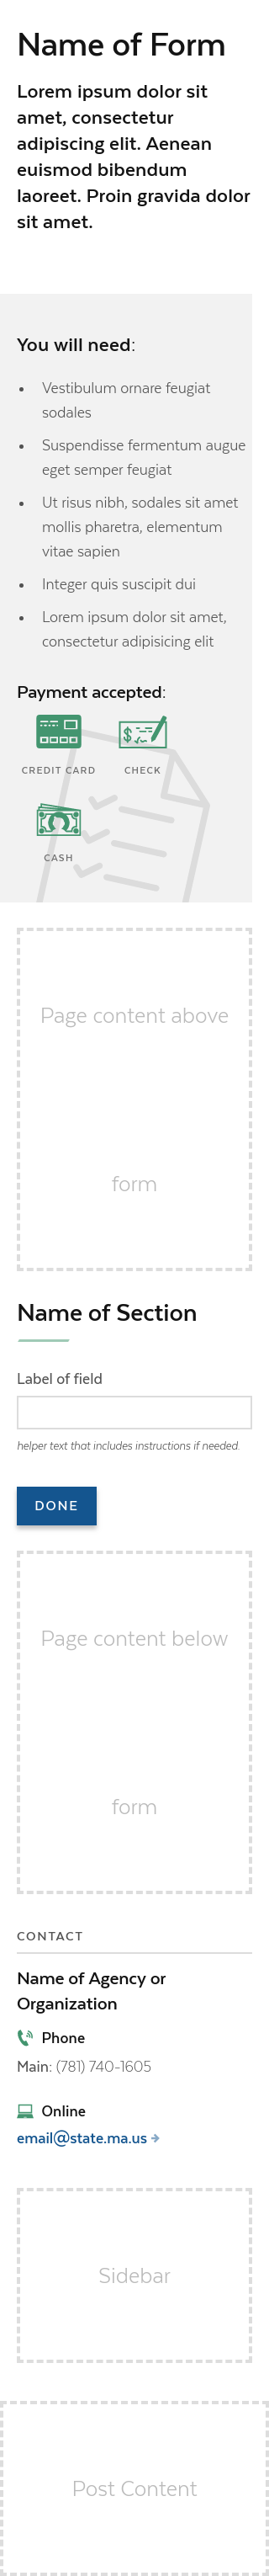 Name of Form
Lorem ipsum dolor sit
amet, consectetur
adipiscing elit. Aenean
euismod bibendum
laoreet. Proin gravida dolor
sit amet.
You will need:
Vestibulum ornare feugiat
sodales
Suspendisse fermentum augue
eget semper feugiat
Ut risus nibh, sodales sit amet
mollis pharetra, elementum
vitae sapien
Integer quis suscipit dui
Lorem ipsum dolor sit amet,
consectetur adipisicing elit
Payment accepted:
CREDIT CARD CHECK
CASH
Page content above
form
Name of Section
Label of field
helper text that includes instructions if needed.
DONE
Page content below
form
CONTACT
Name of Agency or
Organization
Phone
Main: (781) 740-1605
Online
email@state.ma.us
Sidebar
Post Content